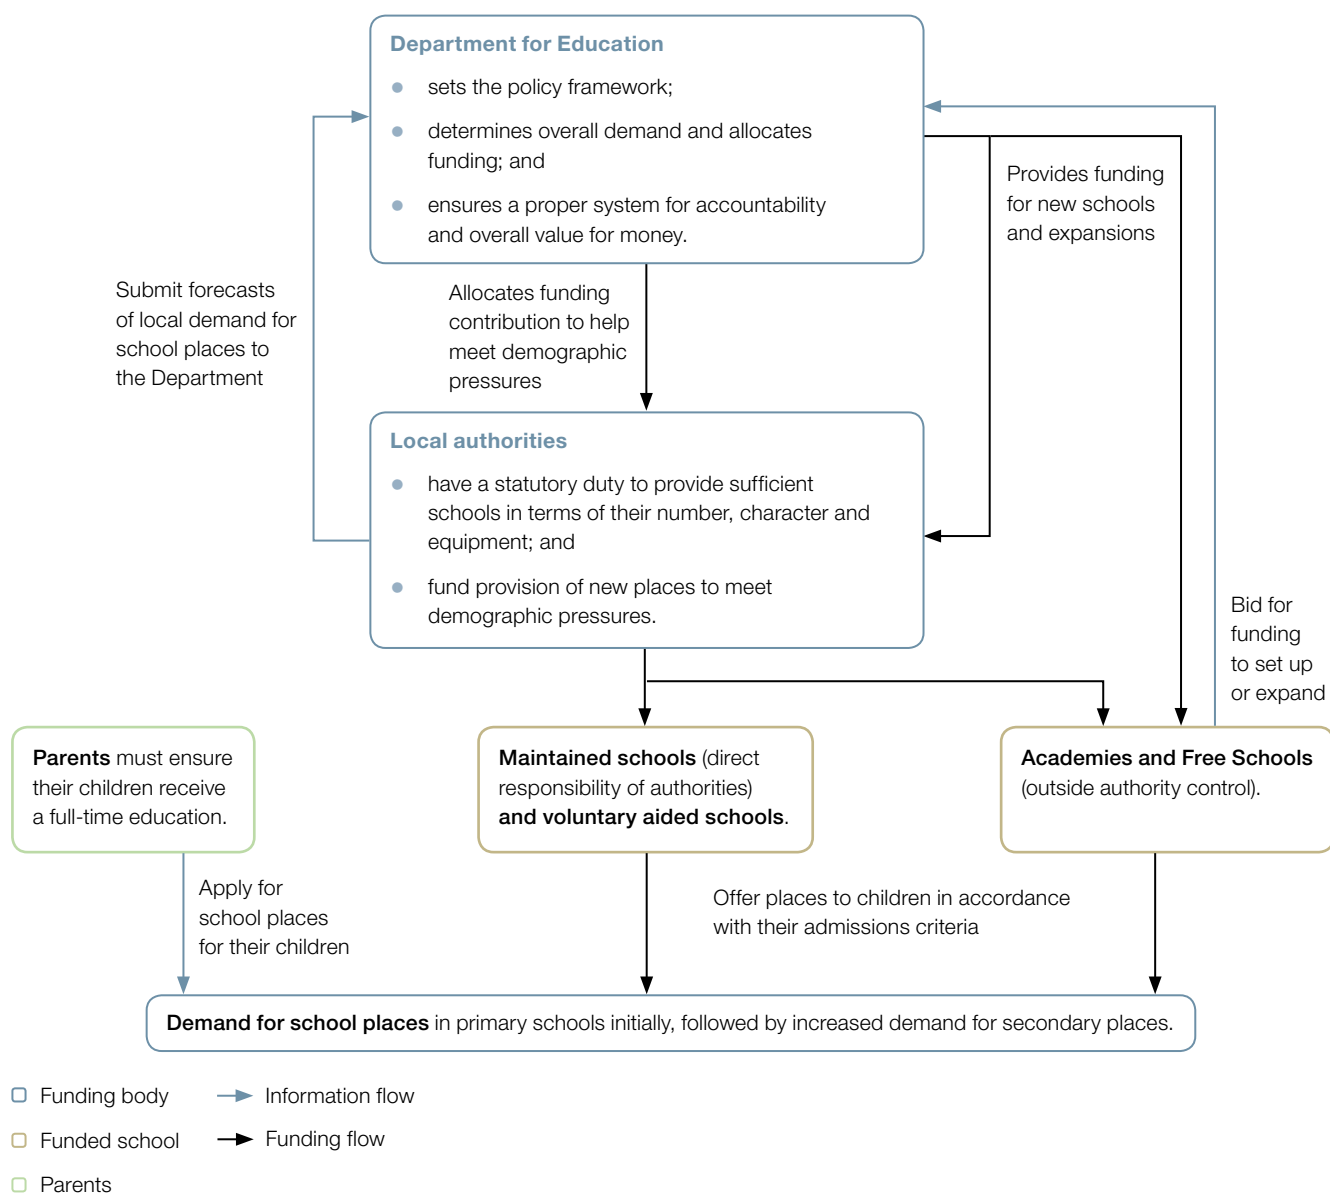 Department for Education
sets the policy framework;
determines overall demand and allocates
funding; and
ensures a proper system for accountability
and overall value for money.
Provides funding
for new schools
and expansions
Submit forecasts
of local demand for
school places to
the Department
Allocates funding
contribution to help
meet demographic
pressures
Local authorities
have a statutory duty to provide sufficient
schools in terms of their number, character and
equipment; and
fund provision of new places to meet
demographic pressures.
Bid for
funding
to set up
or expand
Parents must ensure
their children receive
a full-time education.
Maintained schools (direct
responsibility of authorities)
and voluntary aided schools.
Academies and Free Schools
(outside authority control).
Apply for
school places
for their children
Offer places to children in accordance
with their admissions criteria
Demand for school places in primary schools initially, followed by increased demand for secondary places.
Funding body
Information flow
Funded school
Funding flow
Parents